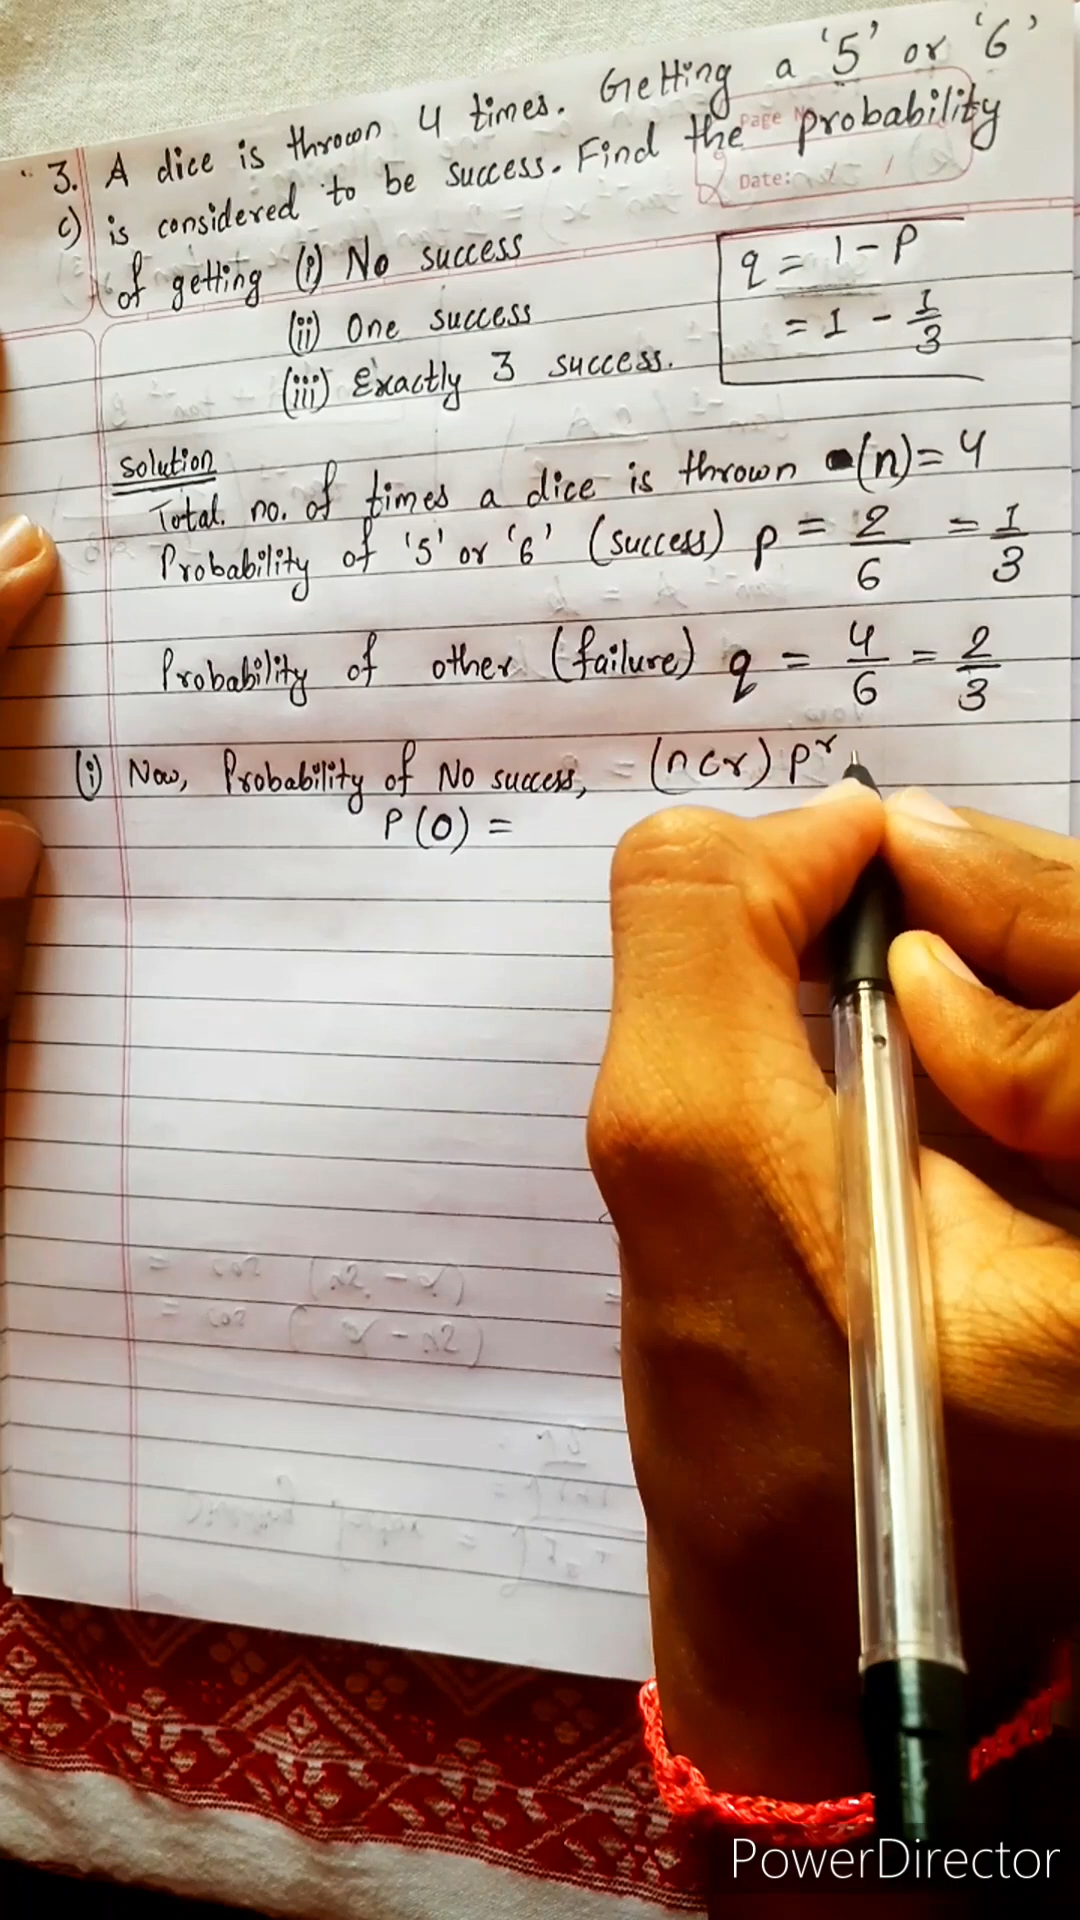 3. A dice is thrown 4 times. Getting a '5' or '6'
c) is considered to be success. Find the probability
of getting (i) No success
(ii) One success
(iii) Exactly 3 success.
Page No
Date:
q = 1 - P
= 1 - 1/3
Solution
Total. no. of times a dice is thrown (n) = 4
Probability of '5' or '6' (success) p = 2/6 = 1/3
Probability of other (failure) q = 4/6 = 2/3
(i) Now, Probability of No success, = (ncr) p^r
P(0) =
PowerDirector